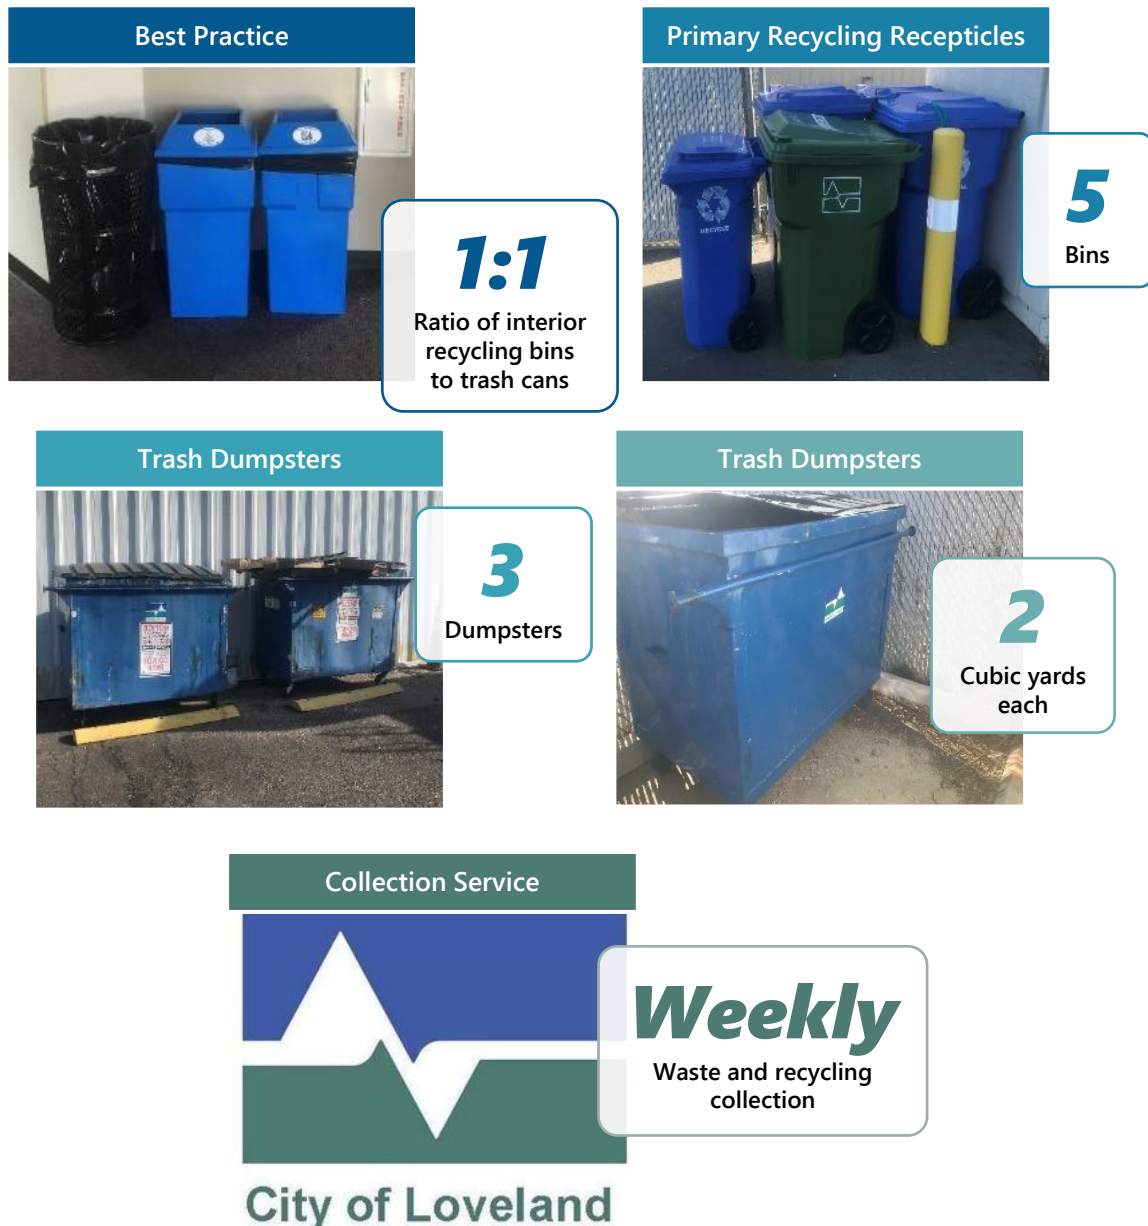 Best Practice
1:1
Ratio of interior
recycling bins
to trash cans
Primary Recycling Recepticles
RECYCLE
5
Bins
Trash Dumpsters
3
Dumpsters
Trash Dumpsters
2
Cubic yards
each
Collection Service
Weekly
Waste and recycling
collection
City of Loveland